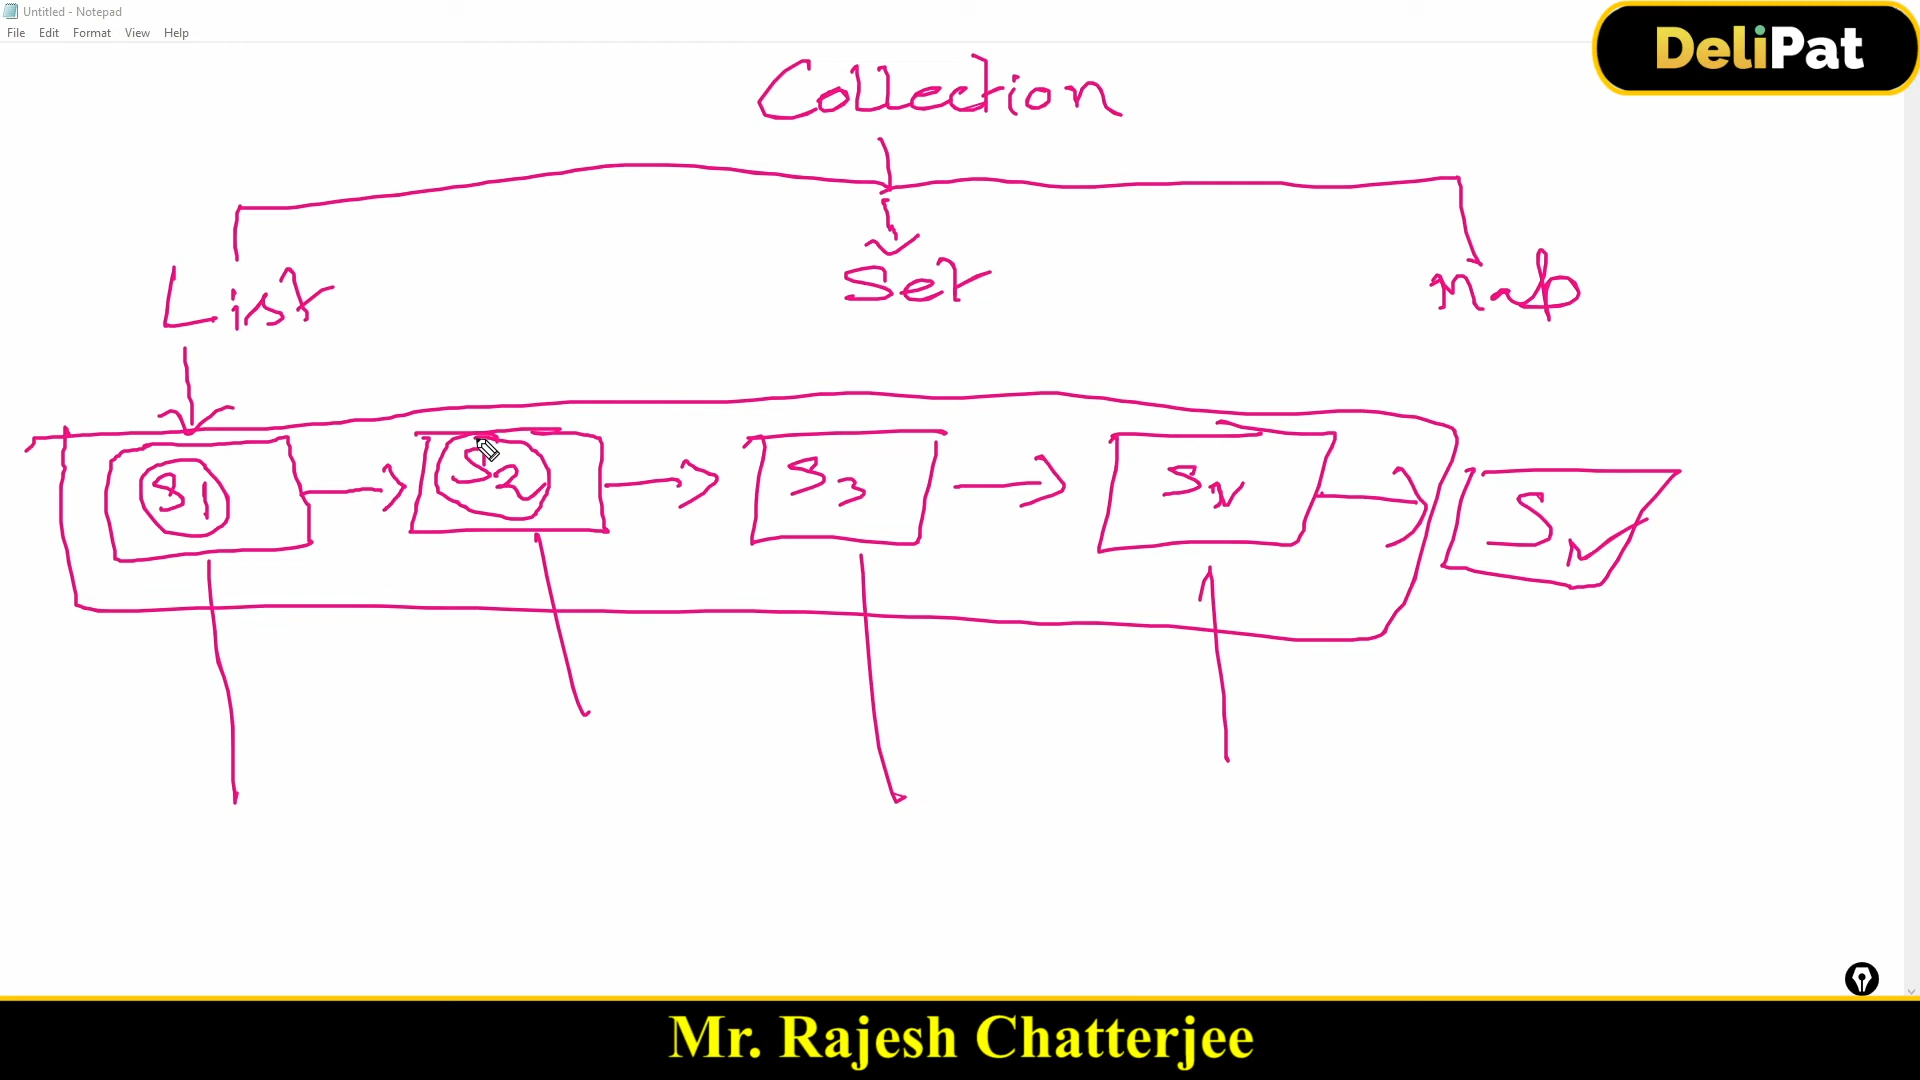 Untitled - Notepad
File Edit Format View Help
DeliPat
Collection
List Set Map
S1 S2 S3 SN SN
Mr. Rajesh Chatterjee